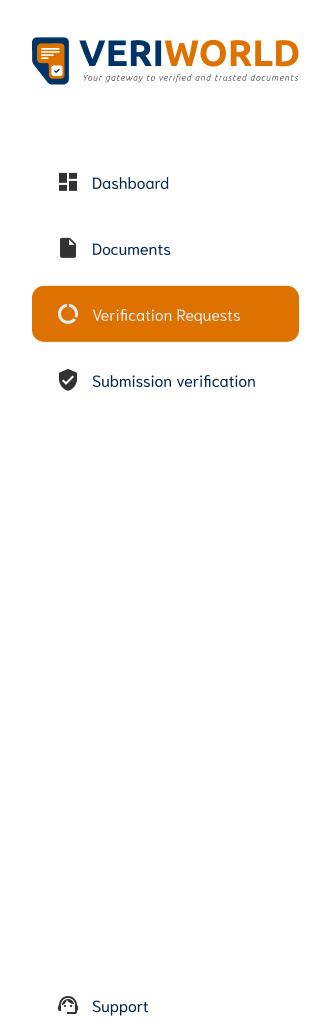 VERIWORLD
Your gateway to verified and trusted documents
Dashboard
Documents
Verification Requests
Submission verification
Support